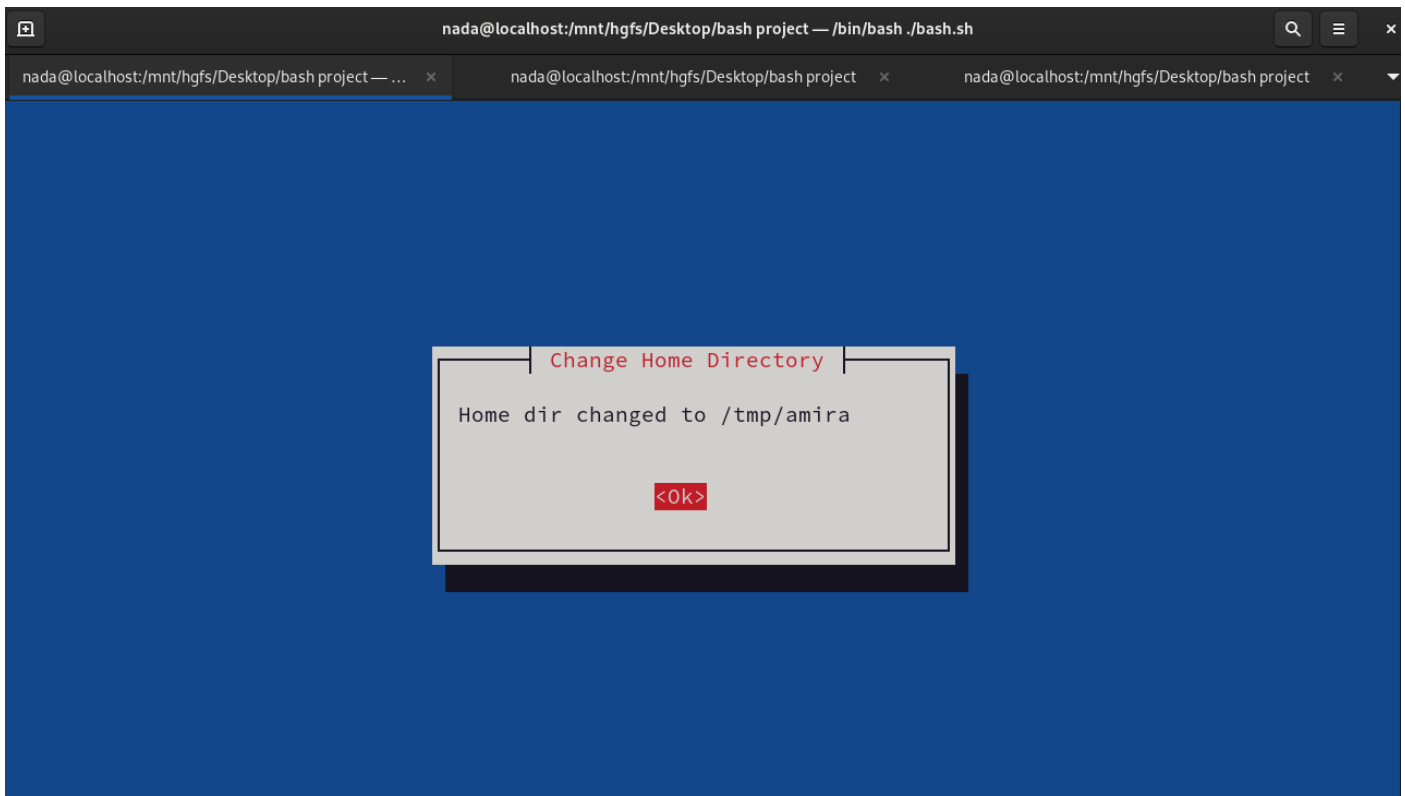 nada@localhost:/mnt/hgfs/Desktop/bash project — /bin/bash ./bash.sh
nada@localhost:/mnt/hgfs/Desktop/bash project — ...
nada@localhost:/mnt/hgfs/Desktop/bash project
nada@localhost:/mnt/hgfs/Desktop/bash project
Change Home Directory
Home dir changed to /tmp/amira
<Ok>